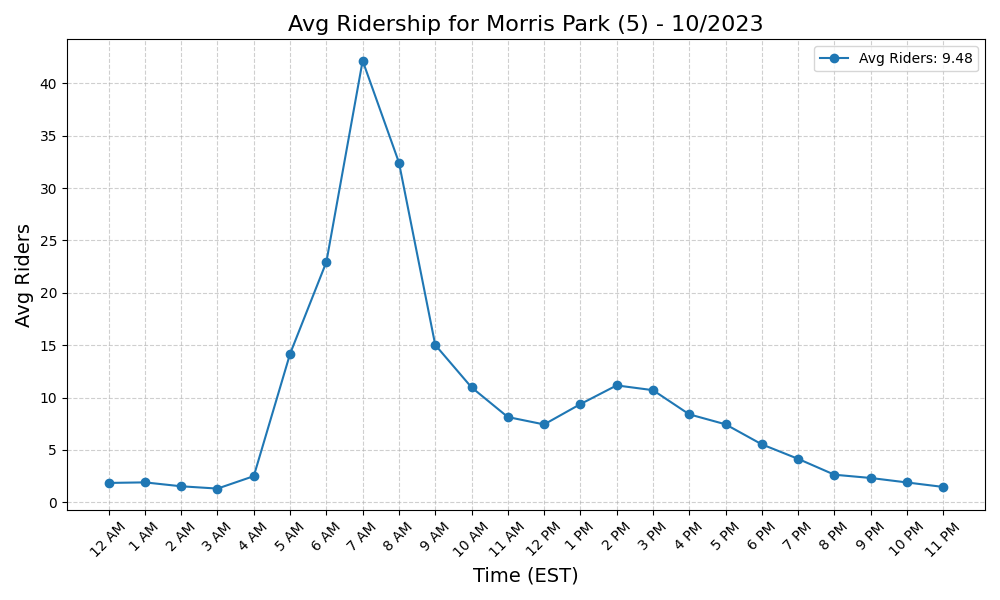 Avg Ridership for Morris Park (5) - 10/2023
Avg Riders: 9.48
Avg Riders
40
35
30
25
20
15
10
5
0
12 AM
1 AM
2 AM
3 AM
4 AM
5 AM
6 AM
7 AM
8 AM
9 AM
10 AM
11 AM
12 PM
1 PM
2 PM
3 PM
4 PM
5 PM
6 PM
7 PM
8 PM
9 PM
10 PM
11 PM
Time (EST)